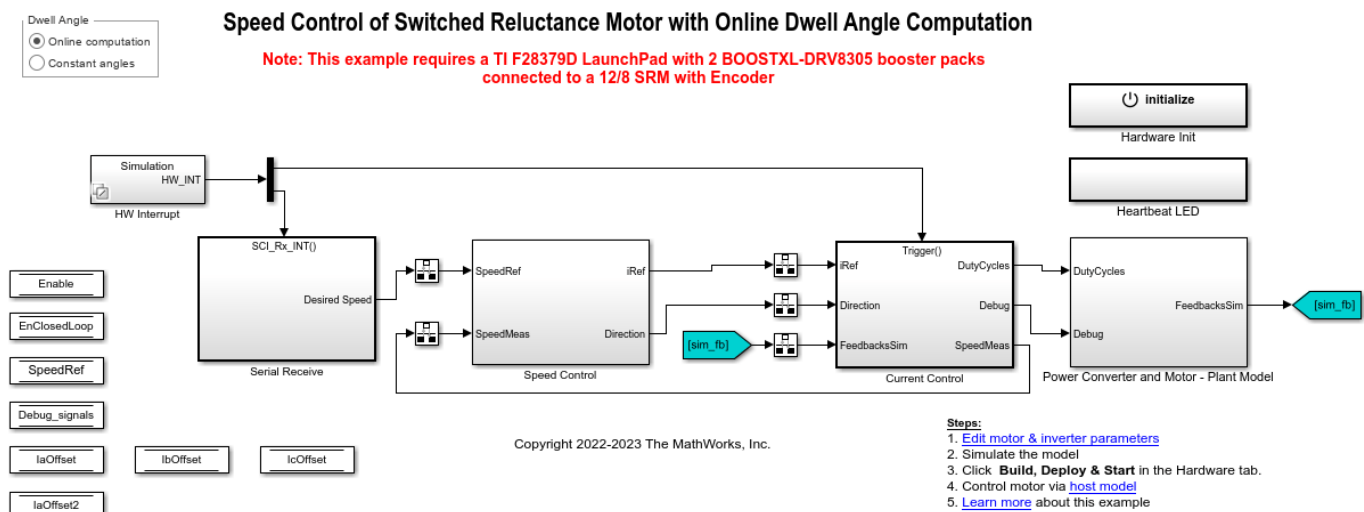 Dwell Angle
Online computation
Constant angles
Speed Control of Switched Reluctance Motor with Online Dwell Angle Computation
Note: This example requires a TI F28379D LaunchPad with 2 BOOSTXL-DRV8305 booster packs
connected to a 12/8 SRM with Encoder
initialize
Hardware Init
Heartbeat LED
Simulation
HW_INT
HW Interrupt
SCI_Rx_INT()
Desired Speed
Serial Receive
SpeedRef
iRef
SpeedMeas
Direction
Speed Control
[sim_fb]
Trigger()
iRef
DutyCycles
Direction
Debug
FeedbacksSim
SpeedMeas
Current Control
DutyCycles
FeedbacksSim
Debug
Power Converter and Motor - Plant Model
[sim_fb]
Enable
EnClosedLoop
SpeedRef
Debug_signals
IaOffset
IbOffset
IcOffset
IaOffset2
Copyright 2022-2023 The MathWorks, Inc.
Steps:
1. Edit motor & inverter parameters
2. Simulate the model
3. Click Build, Deploy & Start in the Hardware tab.
4. Control motor via host model
5. Learn more about this example